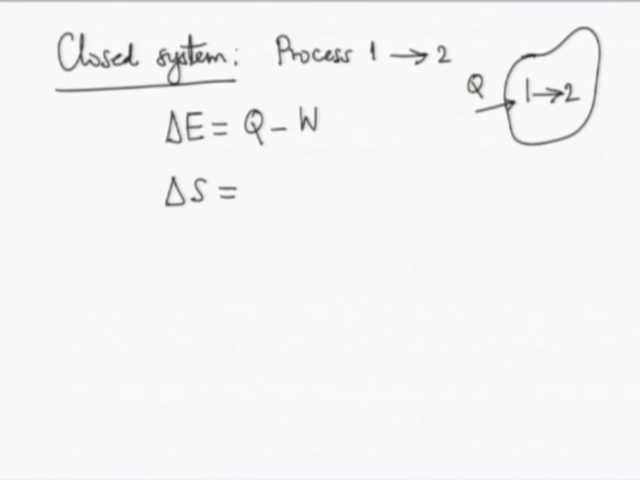 Closed system: Process 1 → 2
Q 1→2
ΔE = Q - W
ΔS =